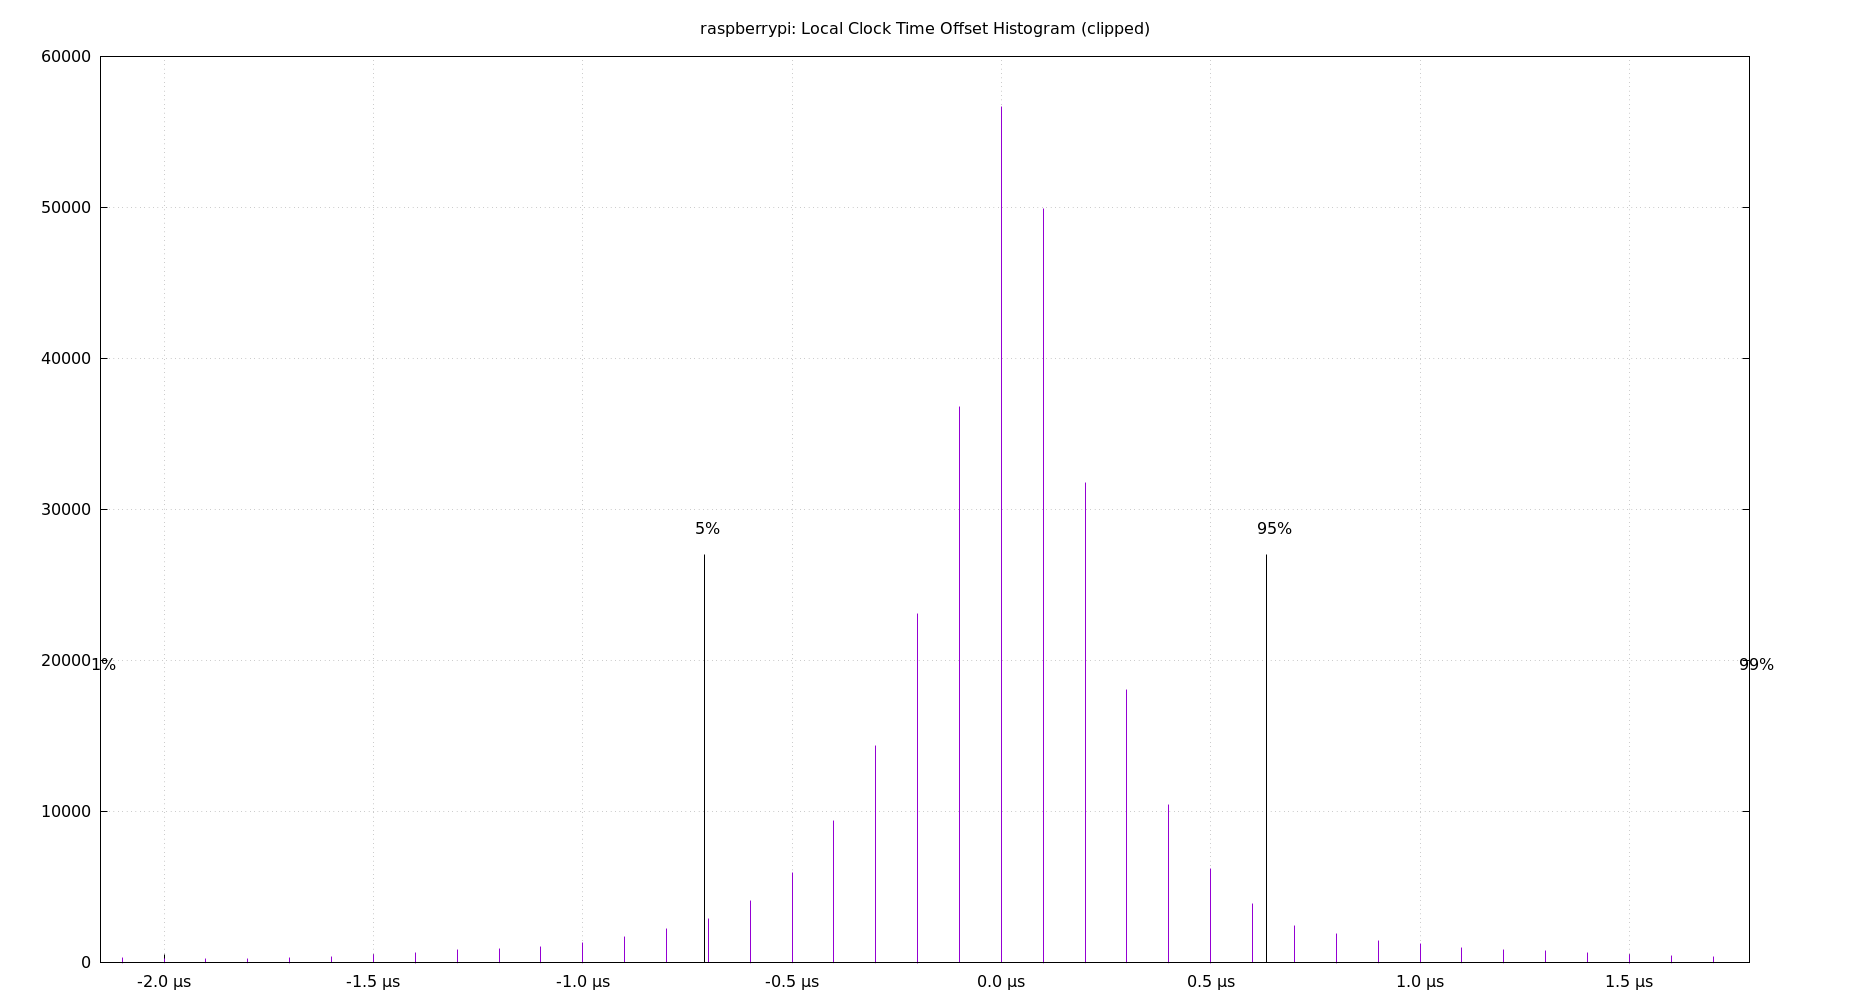 raspberrypi: Local Clock Time Offset Histogram (clipped)
60000
50000
40000
30000
5%
95%
20000
1%
99%
10000
0
-2.0 µs
-1.5 µs
-1.0 µs
-0.5 µs
0.0 µs
0.5 µs
1.0 µs
1.5 µs